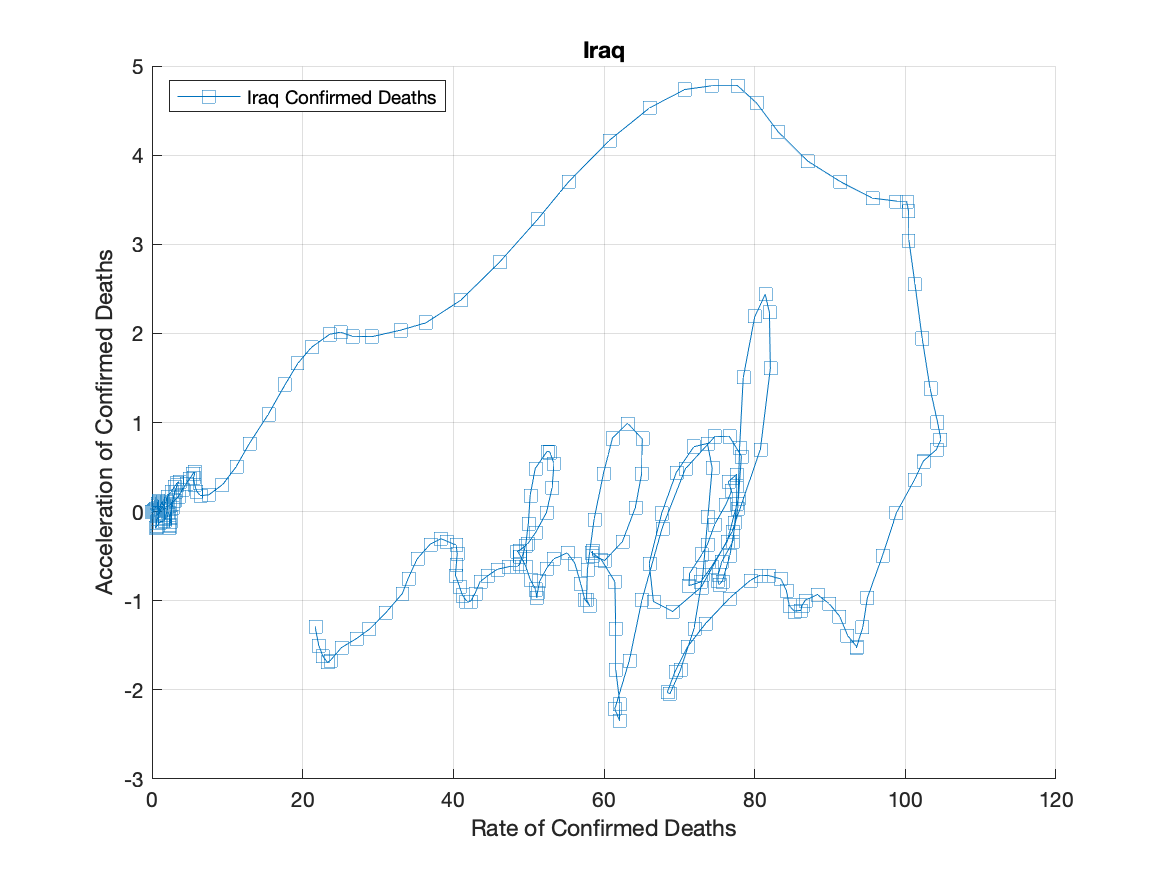 Iraq
Iraq Confirmed Deaths
5
4
3
2
1
0
-1
-2
-3
Acceleration of Confirmed Deaths
0 20 40 60 80 100 120
Rate of Confirmed Deaths